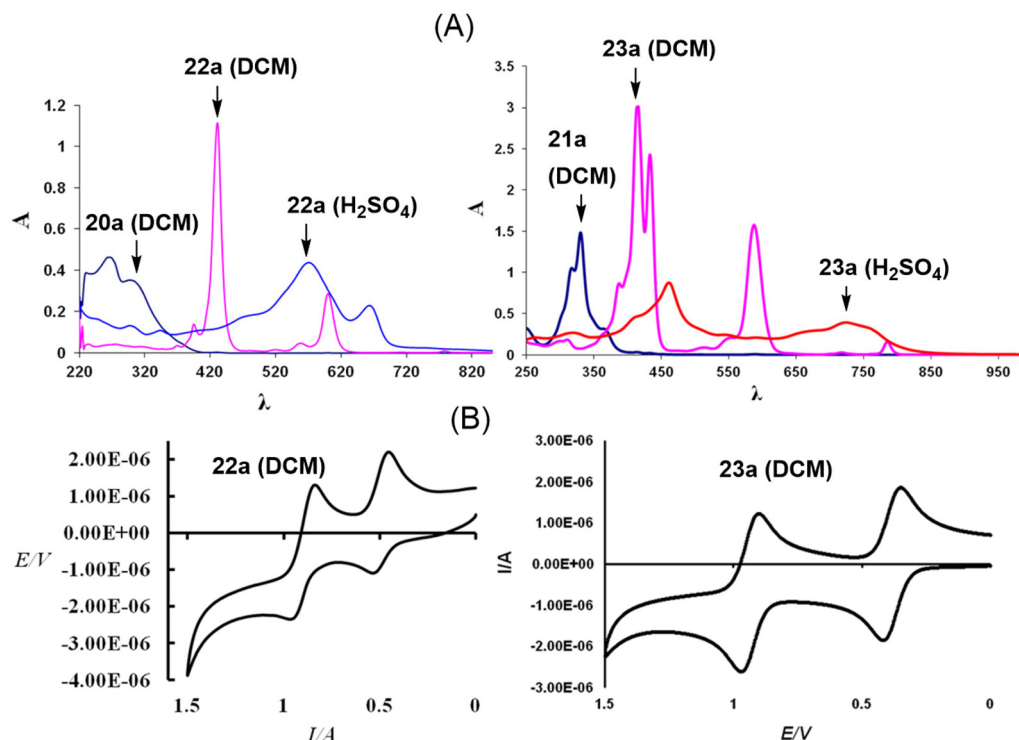 (A)
22a (DCM)
20a (DCM)
22a (H₂SO₄)
A
1.2
1
0.8
0.6
0.4
0.2
0
220 320 420 520 620 720 820
λ
23a (DCM)
21a
(DCM)
23a (H₂SO₄)
A
3.5
3
2.5
2
1.5
1
0.5
0
250 350 450 550 650 750 850 950
λ
(B)
22a (DCM)
2.00E-06
1.00E-06
0.00E+00
-1.00E-06
-2.00E-06
-3.00E-06
-4.00E-06
E/V
1.5 1 0.5 0
I/A
23a (DCM)
3.00E-06
2.00E-06
1.00E-06
0.00E+00
-1.00E-06
-2.00E-06
-3.00E-06
I/A
1.5 1 0.5 0
E/V